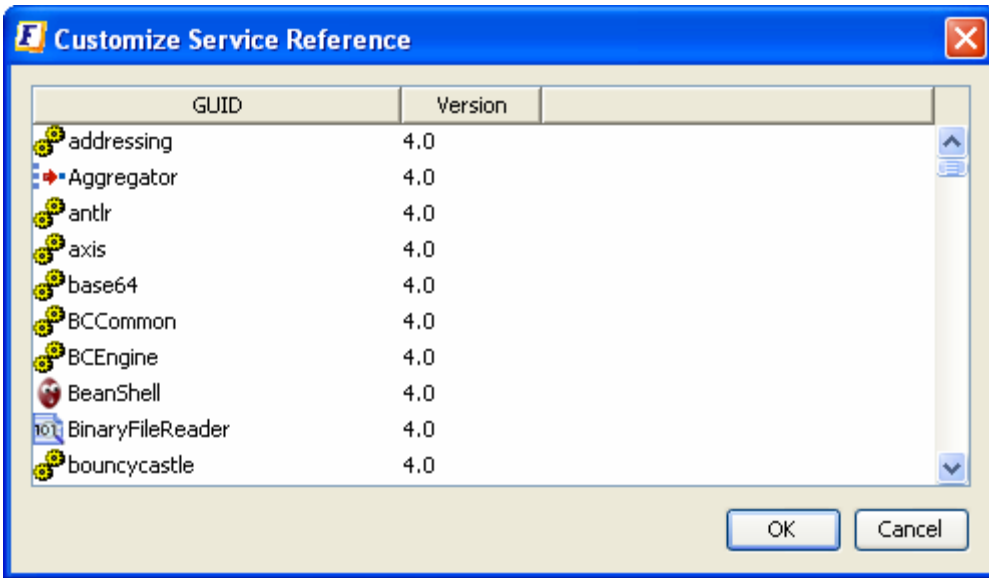 F Customize Service Reference
GUID Version
addressing 4.0
Aggregator 4.0
antlr 4.0
axis 4.0
base64 4.0
BCCommon 4.0
BCEngine 4.0
BeanShell 4.0
101 BinaryFileReader 4.0
bouncycastle 4.0
OK Cancel